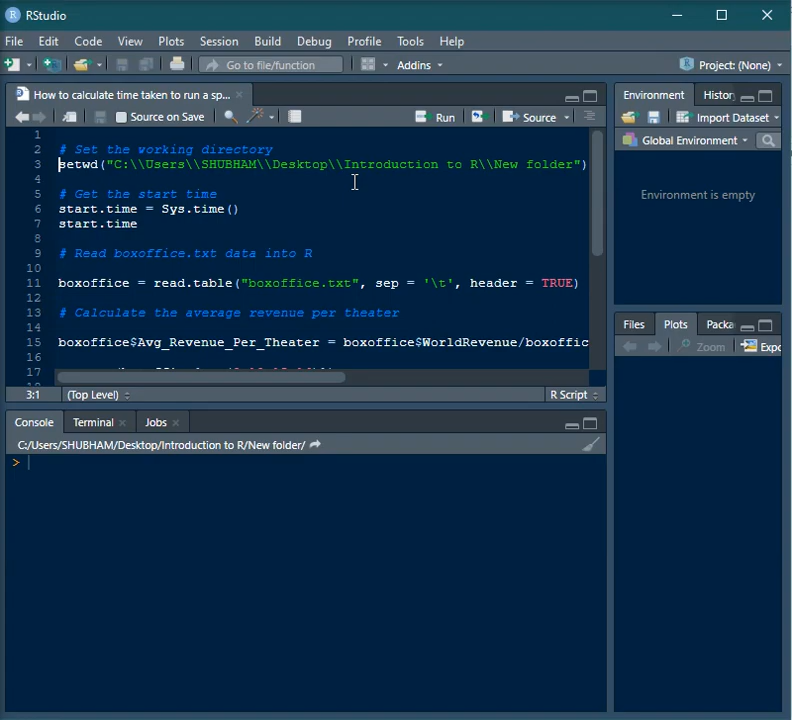 RStudio
File Edit Code View Plots Session Build Debug Profile Tools Help
Go to file/function Addins Project: (None)
How to calculate time taken to run a sp...
Source on Save Run Source
1
2 # Set the working directory
3 setwd("C:\\Users\\SHUBHAM\\Desktop\\Introduction to R\\New folder")
4
5 # Get the start time
6 start.time = Sys.time()
7 start.time
8
9 # Read boxoffice.txt data into R
10
11 boxoffice = read.table("boxoffice.txt", sep = '\t', header = TRUE)
12
13 # Calculate the average revenue per theater
14
15 boxoffice$Avg_Revenue_Per_Theater = boxoffice$WorldRevenue/boxoffic
16
17
3:1 (Top Level) R Script
Console Terminal Jobs
C:/Users/SHUBHAM/Desktop/Introduction to R/New folder/
>
Environment Histor
Import Dataset
Global Environment
Environment is empty
Files Plots Packa
Zoom Expo